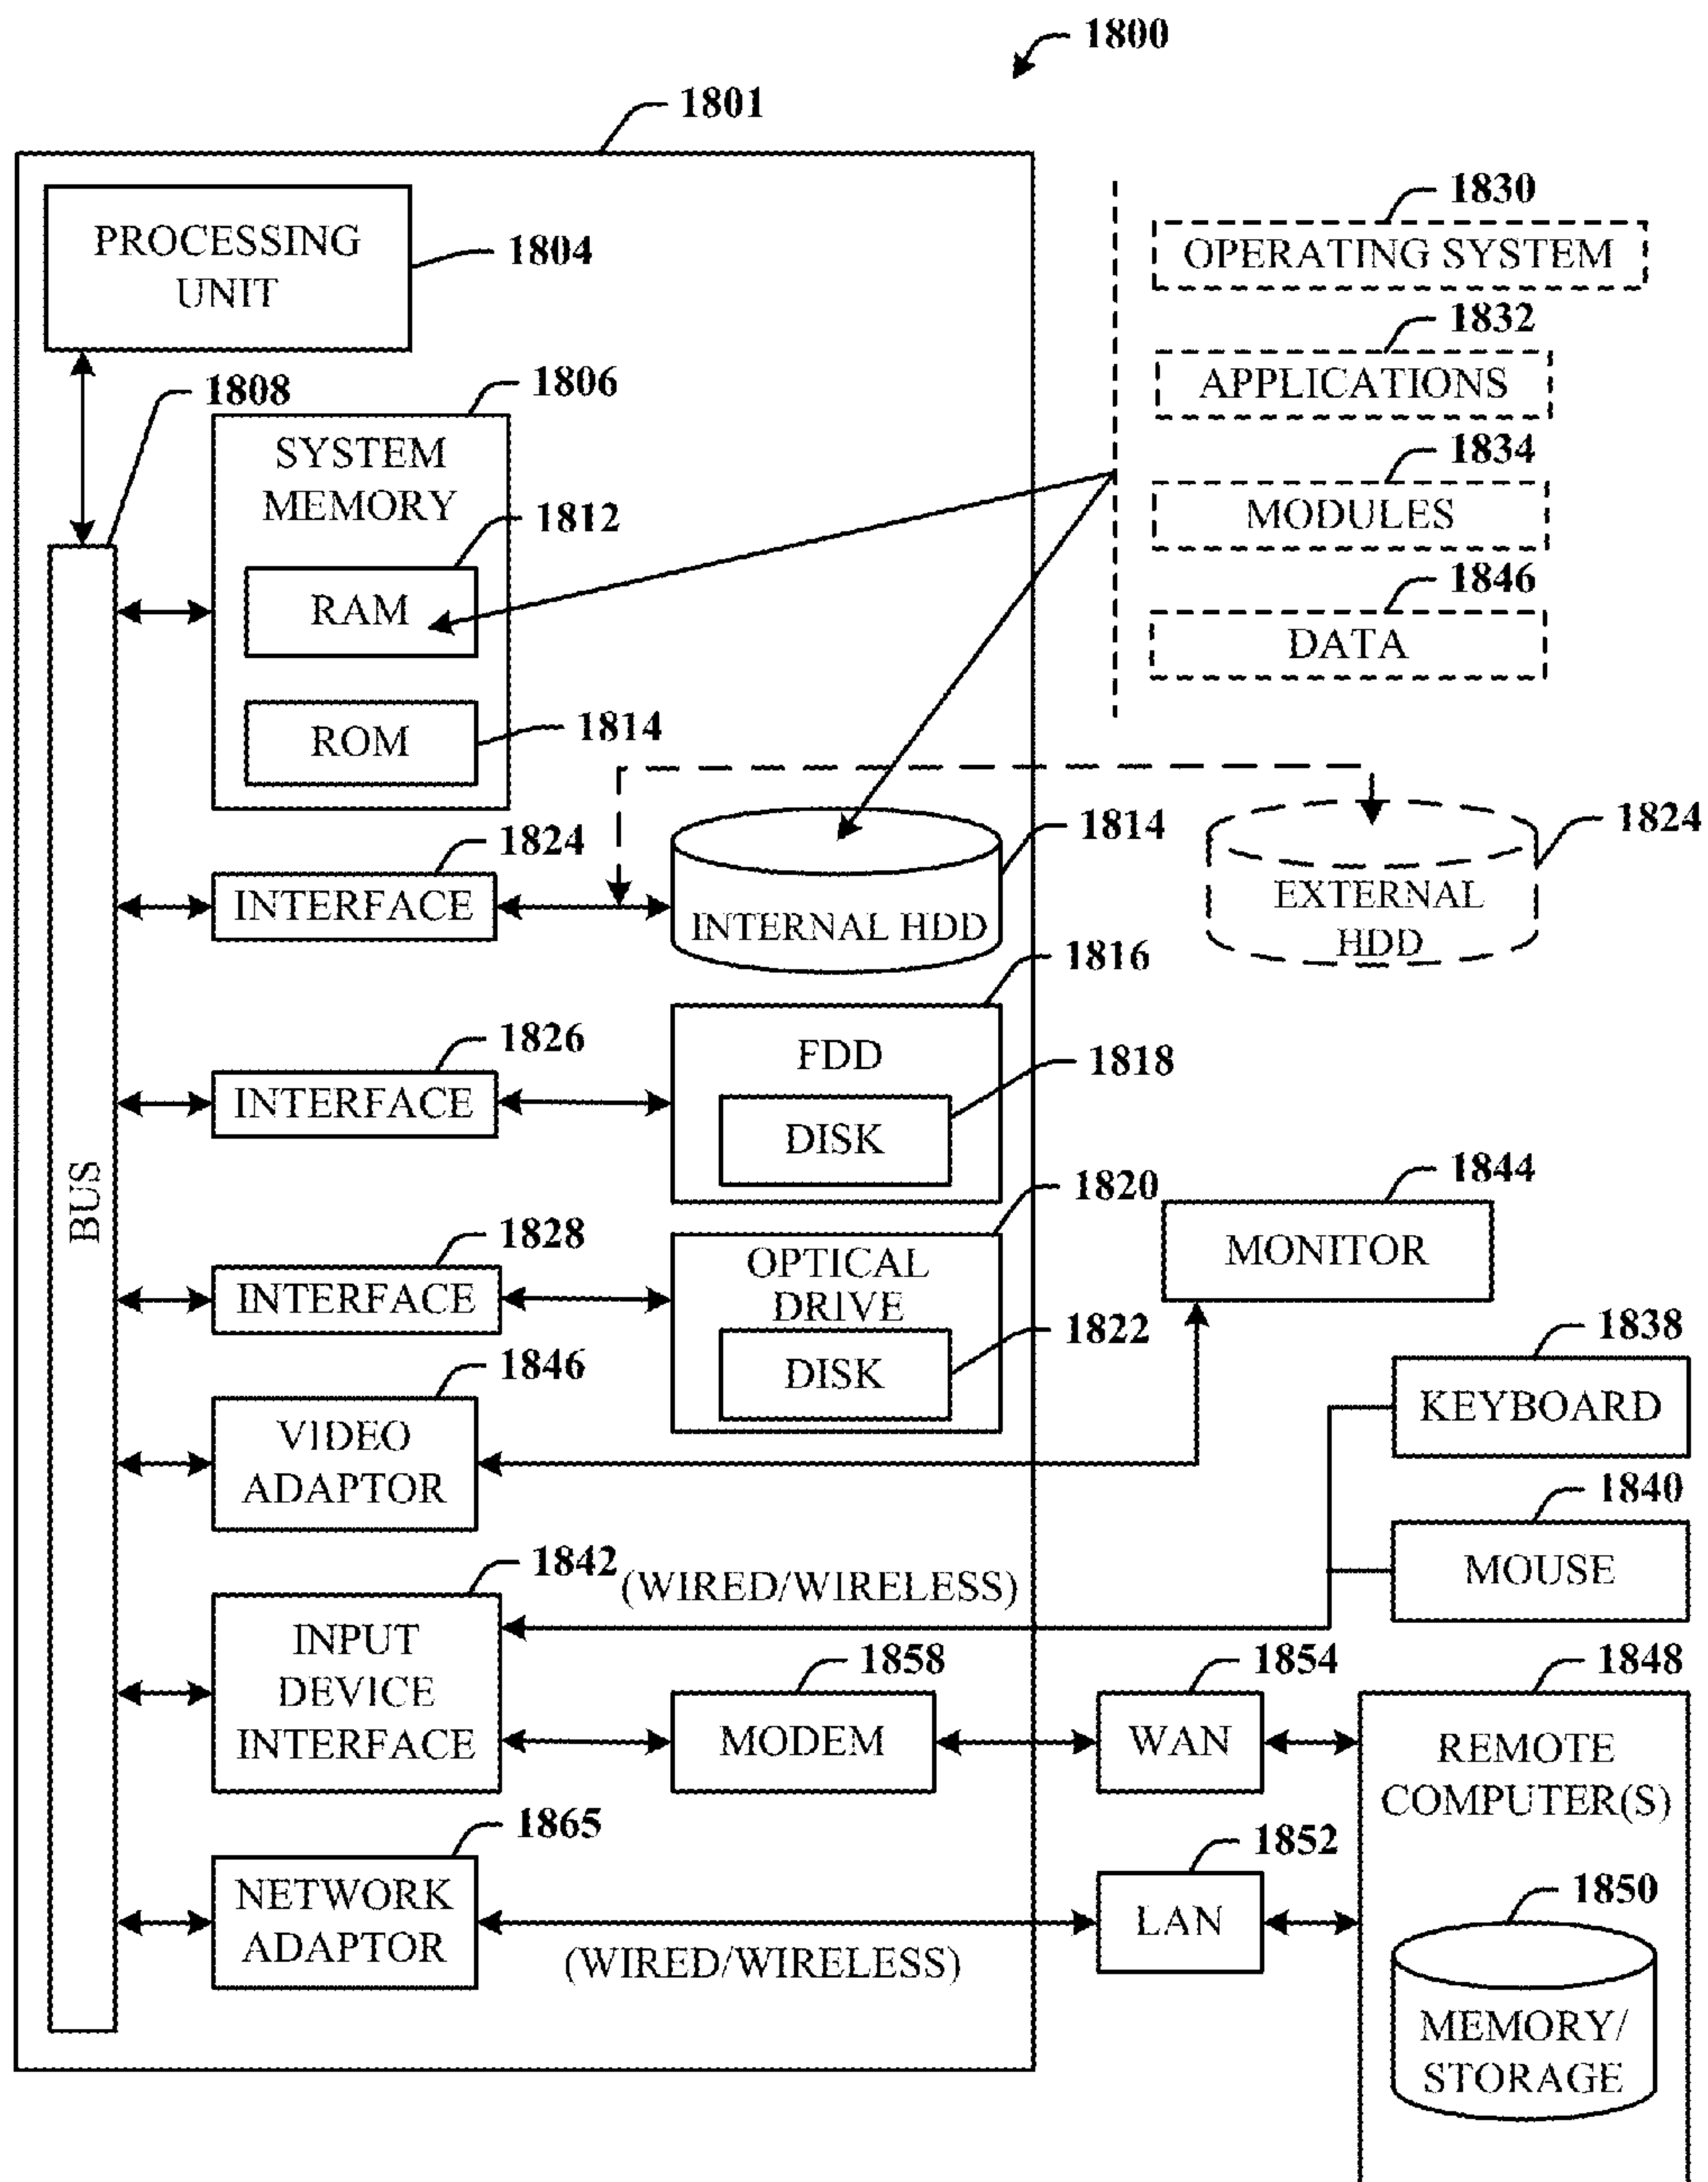 1800
1801
PROCESSING
UNIT
1804
1830
OPERATING SYSTEM
1832
APPLICATIONS
1834
MODULES
1846
DATA
1808
1806
SYSTEM
MEMORY
1812
RAM
ROM
1814
1824
INTERFACE
1814
INTERNAL HDD
1824
EXTERNAL
HDD
1816
FDD
1826
INTERFACE
1818
DISK
BUS
1820
OPTICAL
DRIVE
1828
INTERFACE
1822
DISK
1844
MONITOR
1846
VIDEO
ADAPTOR
1838
KEYBOARD
1840
MOUSE
1842
(WIRED/WIRELESS)
INPUT
DEVICE
INTERFACE
1858
MODEM
1854
WAN
1848
REMOTE
COMPUTER(S)
1865
NETWORK
ADAPTOR
(WIRED/WIRELESS)
1852
LAN
1850
MEMORY/
STORAGE